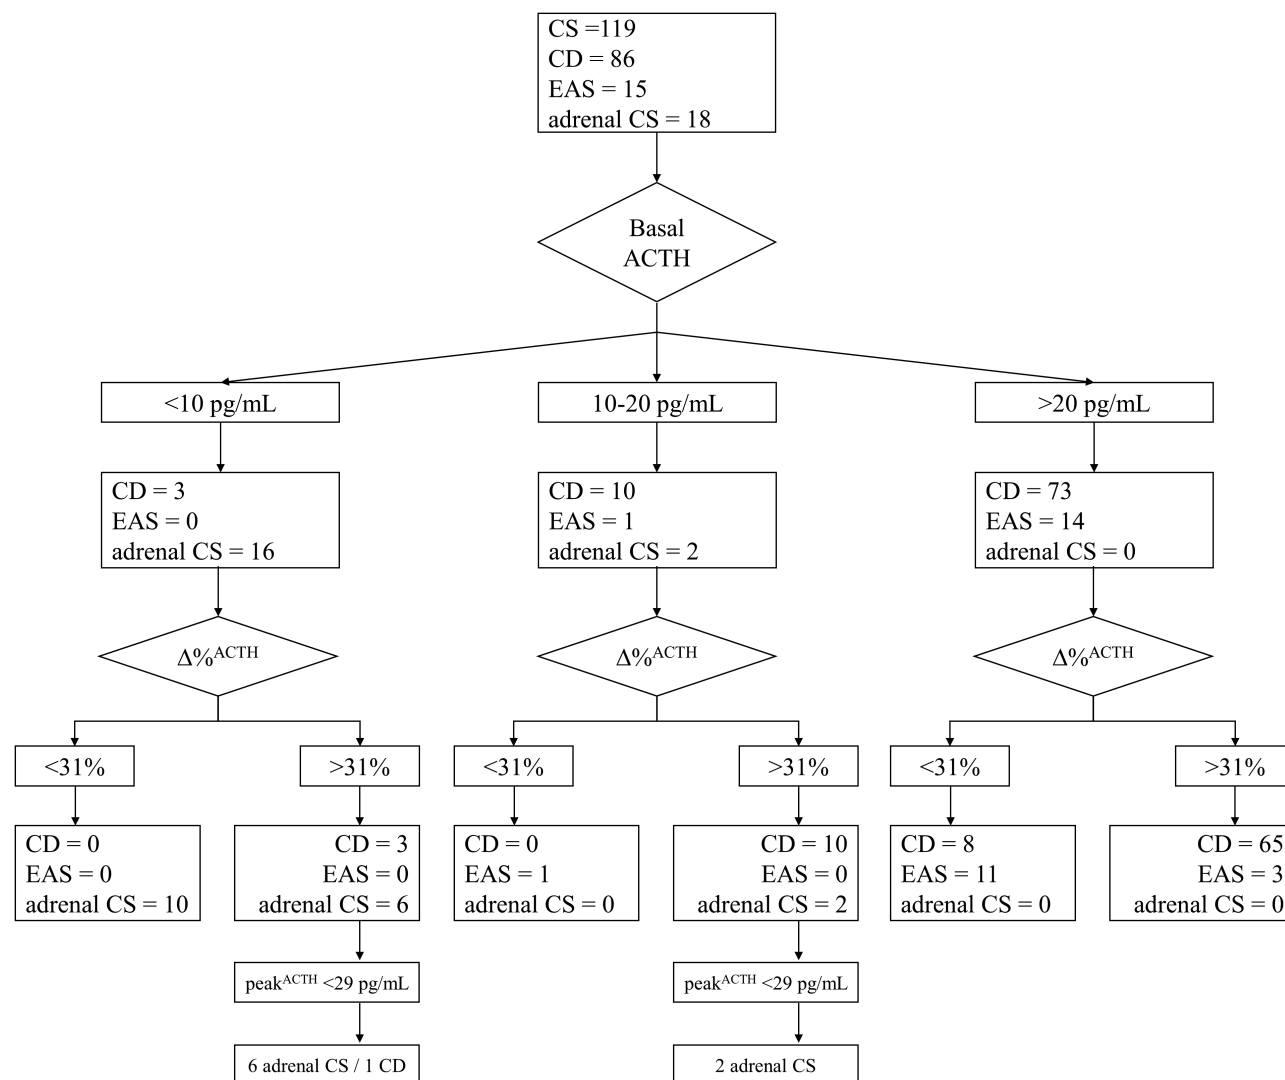 CS =119
CD = 86
EAS = 15
adrenal CS = 18
Basal
ACTH
<10 pg/mL
10-20 pg/mL
>20 pg/mL
CD = 3
EAS = 0
adrenal CS = 16
CD = 10
EAS = 1
adrenal CS = 2
CD = 73
EAS = 14
adrenal CS = 0
Δ%ACTH
Δ%ACTH
Δ%ACTH
<31%
>31%
<31%
>31%
<31%
>31%
CD = 0
EAS = 0
adrenal CS = 10
CD = 3
EAS = 0
adrenal CS = 6
CD = 0
EAS = 1
adrenal CS = 0
CD = 10
EAS = 0
adrenal CS = 2
CD = 8
EAS = 11
adrenal CS = 0
CD = 65
EAS = 3
adrenal CS = 0
peakACTH <29 pg/mL
peakACTH <29 pg/mL
6 adrenal CS / 1 CD
2 adrenal CS